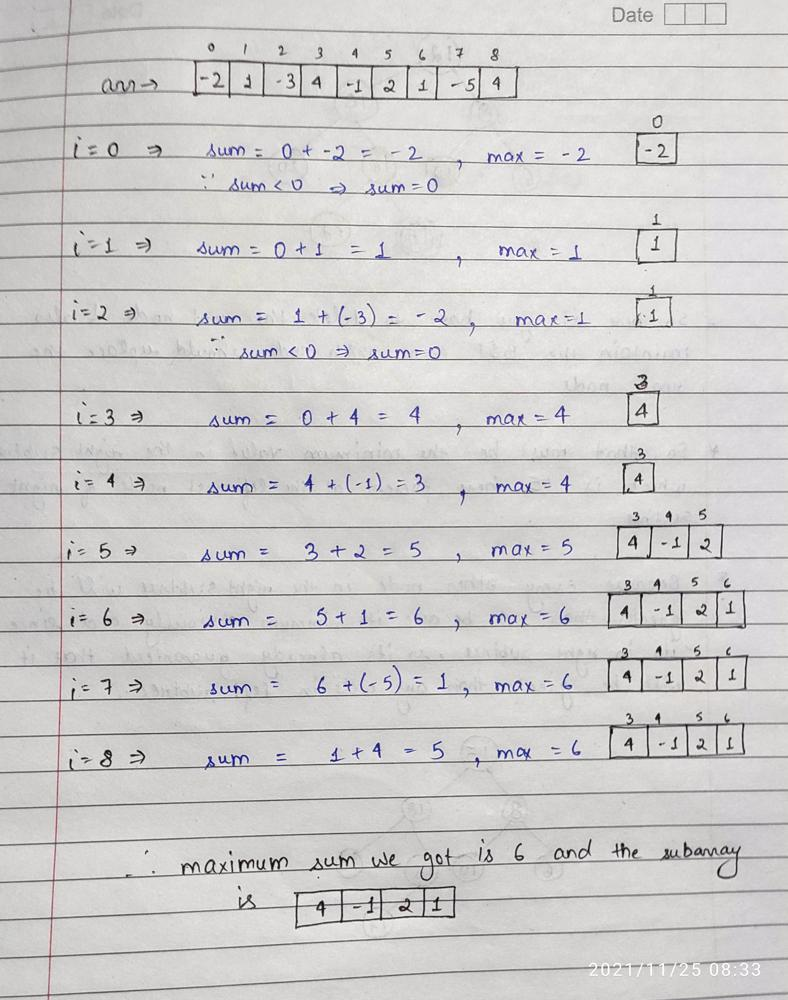 Date
0 1 2 3 4 5 6 7 8
arr → -2 1 -3 4 -1 2 1 -5 4
0
i = 0 ⇒ sum = 0 + -2 = -2 , max = -2 -2
∵ sum < 0 ⇒ sum = 0
1
i = 1 ⇒ sum = 0 + 1 = 1 , max = 1 1
1
i = 2 ⇒ sum = 1 + (-3) = -2 , max = 1 1
∵ sum < 0 ⇒ sum = 0
3
i = 3 ⇒ sum = 0 + 4 = 4 , max = 4 4
3
i = 4 ⇒ sum = 4 + (-1) = 3 , max = 4 4
3 4 5
i = 5 ⇒ sum = 3 + 2 = 5 , max = 5 4 -1 2
3 4 5 6
i = 6 ⇒ sum = 5 + 1 = 6 , max = 6 4 -1 2 1
3 4 5 6
i = 7 ⇒ sum = 6 + (-5) = 1 , max = 6 4 -1 2 1
3 4 5 6
i = 8 ⇒ sum = 1 + 4 = 5 , max = 6 4 -1 2 1
∴ maximum sum we got is 6 and the subarray
is 4 -1 2 1
2021/11/25 08:33